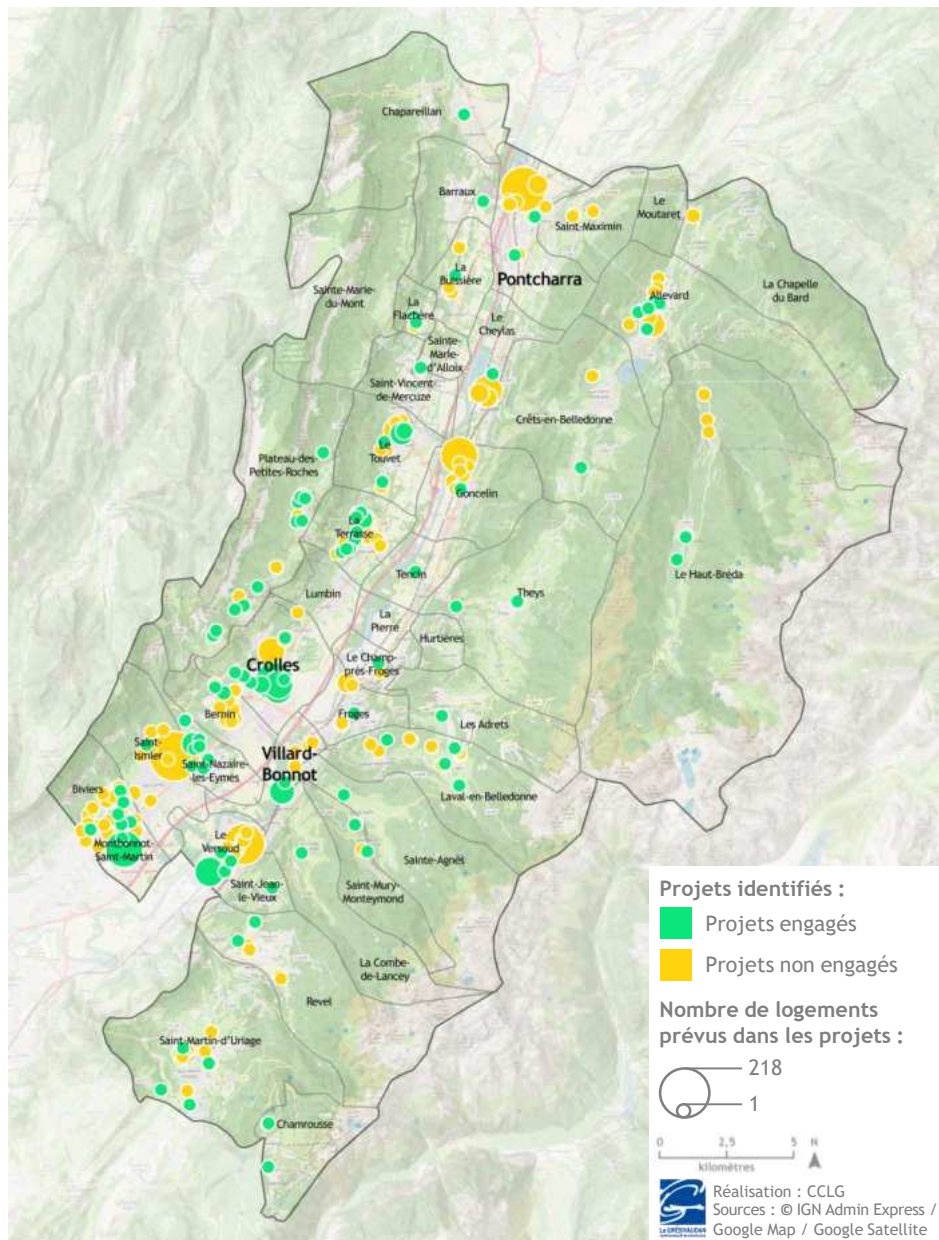 Chapareillan
Barraux
Le
Moutaret
Saint-Maximin
La
Buissière
Pontcharra
Allevard
La Chapelle
du Bard
Sainte-Marie-
du-Mont
La
Flachère
Le
Cheylas
Sainte-
Marie-
d'Alloix
Saint-Vincent
de-Mercuze
Crêts-en-Belledonne
Le
Touvet
Plateau-des-
Petites-Roches
Goncelin
La
Terrasse
Tencin
Le Haut-Bréda
Lumbin
Theys
La
Pierre
Hurtières
Crolles
Le Champ-
près-Froges
Bernin
Froges
Les Adrets
Saint-
Ismier
Saint-Nazaire-
les-Eymes
Villard-
Bonnot
Biviers
Laval-en-Belledonne
Montbonnot-
Saint-Martin
Le
Versoud
Sainte-Agnès
Saint-Jean-
le-Vieux
Saint-Mury-
Monteymond
La Combe-
de-Lancey
Revel
Saint-Martin-d'Uriage
Chamrousse
Projets identifiés :
Projets engagés
Projets non engagés
Nombre de logements
prévus dans les projets :
218
1
0 2,5 5 N
kilomètres
Réalisation : CCLG
Sources : © IGN Admin Express /
Google Map / Google Satellite
Le GRÉSIVAUDAN